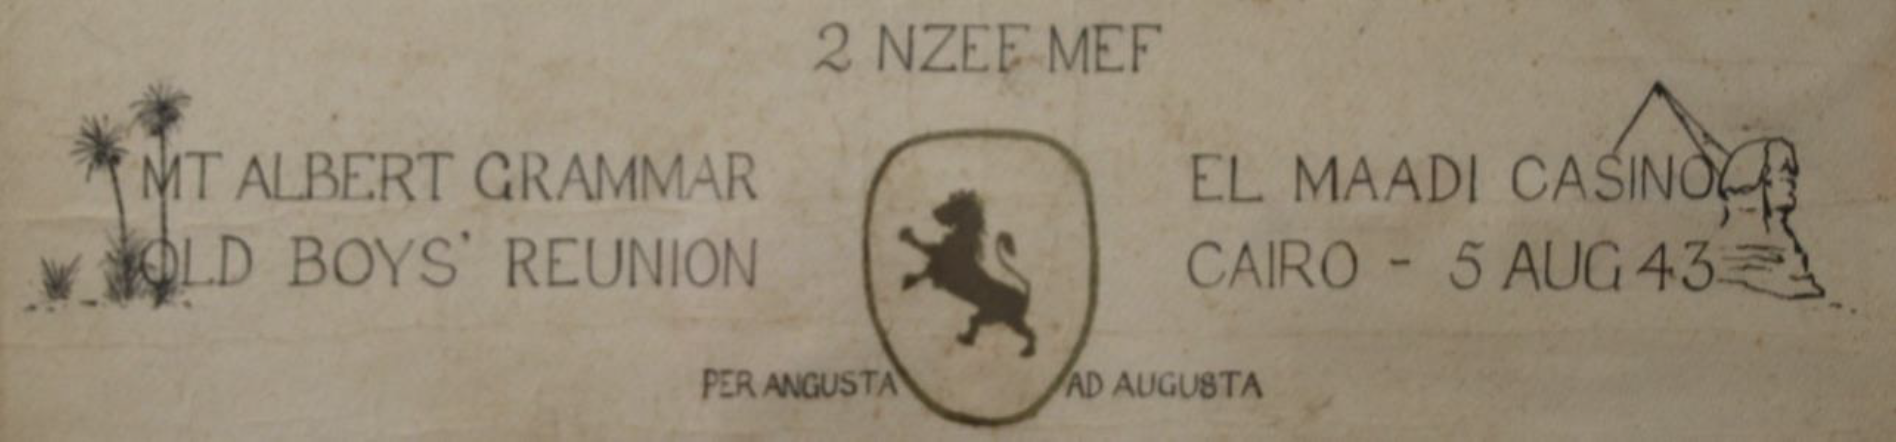 2 NZEF MEF
MT ALBERT GRAMMAR
OLD BOYS' REUNION
EL MAADI CASINO
CAIRO - 5 AUG 43
PER ANGUSTA AD AUGUSTA